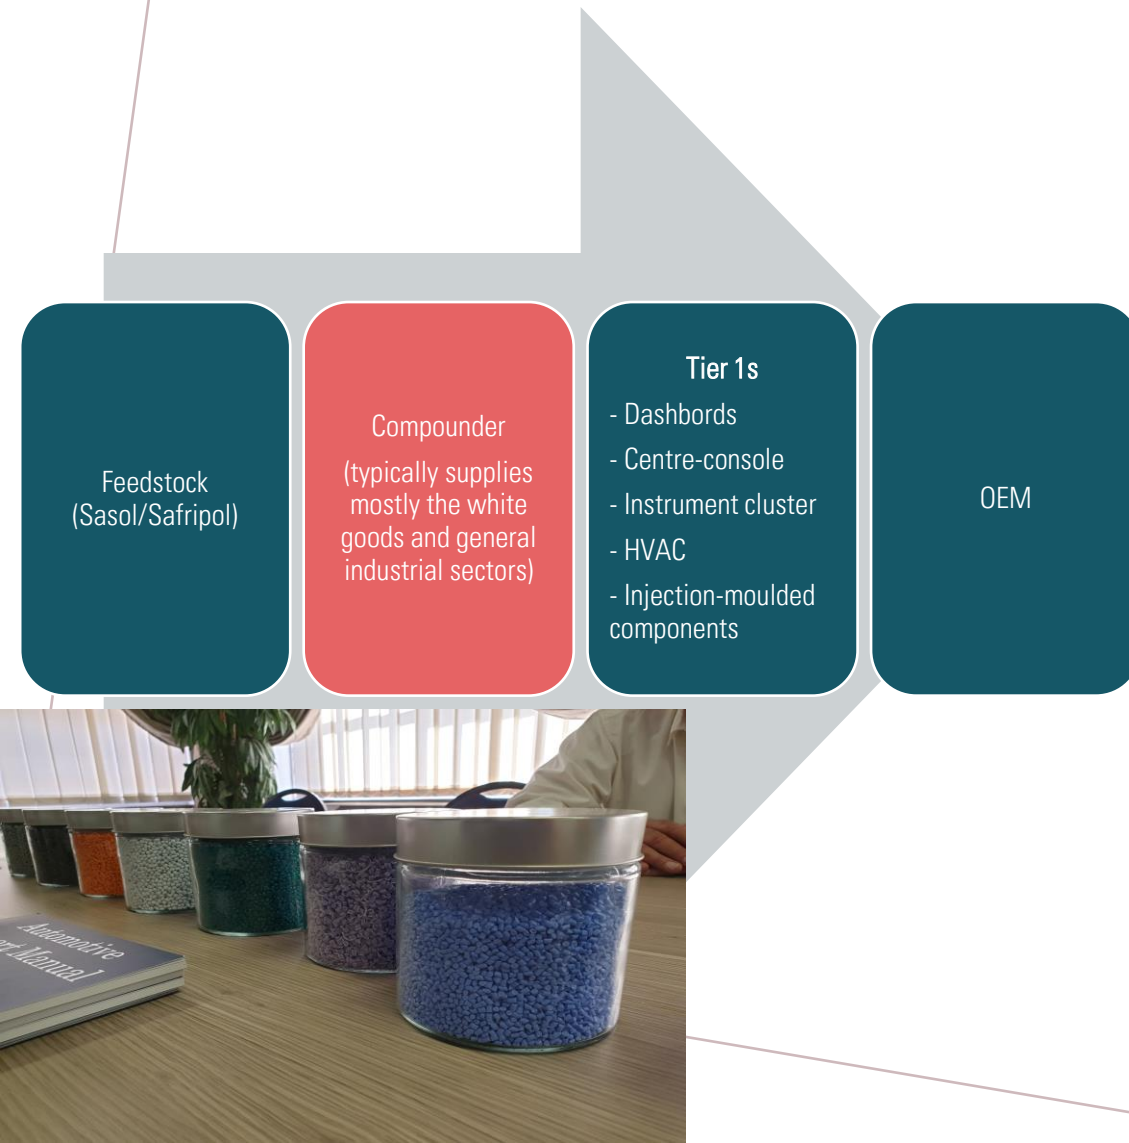 Feedstock
(Sasol/Safripol)
Compounder
(typically supplies
mostly the white
goods and general
industrial sectors)
Tier 1s
- Dashbords
- Centre-console
- Instrument cluster
- HVAC
- Injection-moulded
components
OEM
Automotive
Manual